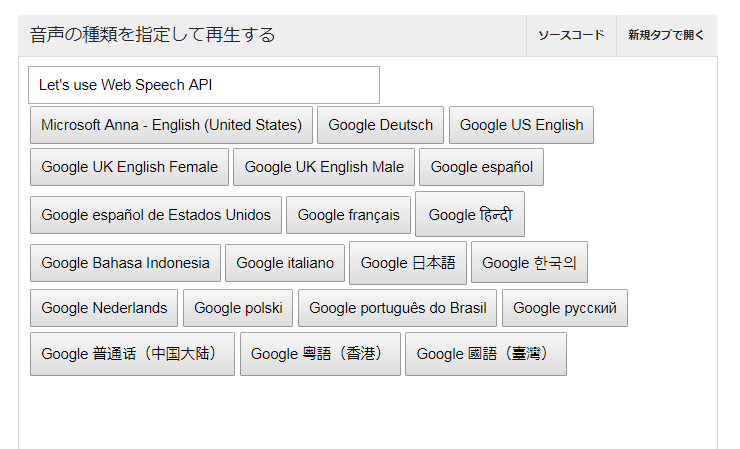 音声の種類を指定して再生する ソースコード 新規タブで開く
Let's use Web Speech API
Microsoft Anna - English (United States) Google Deutsch Google US English
Google UK English Female Google UK English Male Google español
Google español de Estados Unidos Google français Google हिन्दी
Google Bahasa Indonesia Google italiano Google 日本語 Google 한국의
Google Nederlands Google polski Google português do Brasil Google русский
Google 普通话（中国大陆） Google 粤語（香港） Google 國語（臺灣）